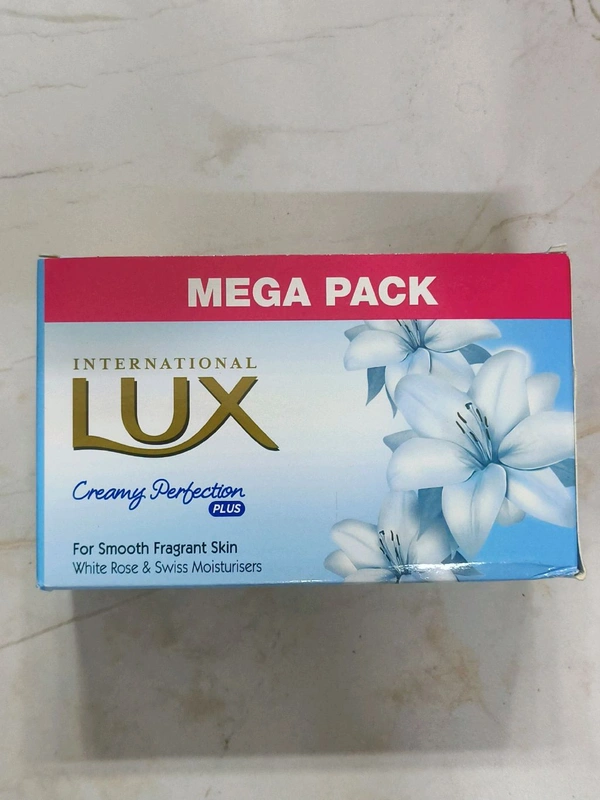 MEGA PACK
INTERNATIONAL
LUX
Creamy Perfection
PLUS
For Smooth Fragrant Skin
White Rose & Swiss Moisturisers